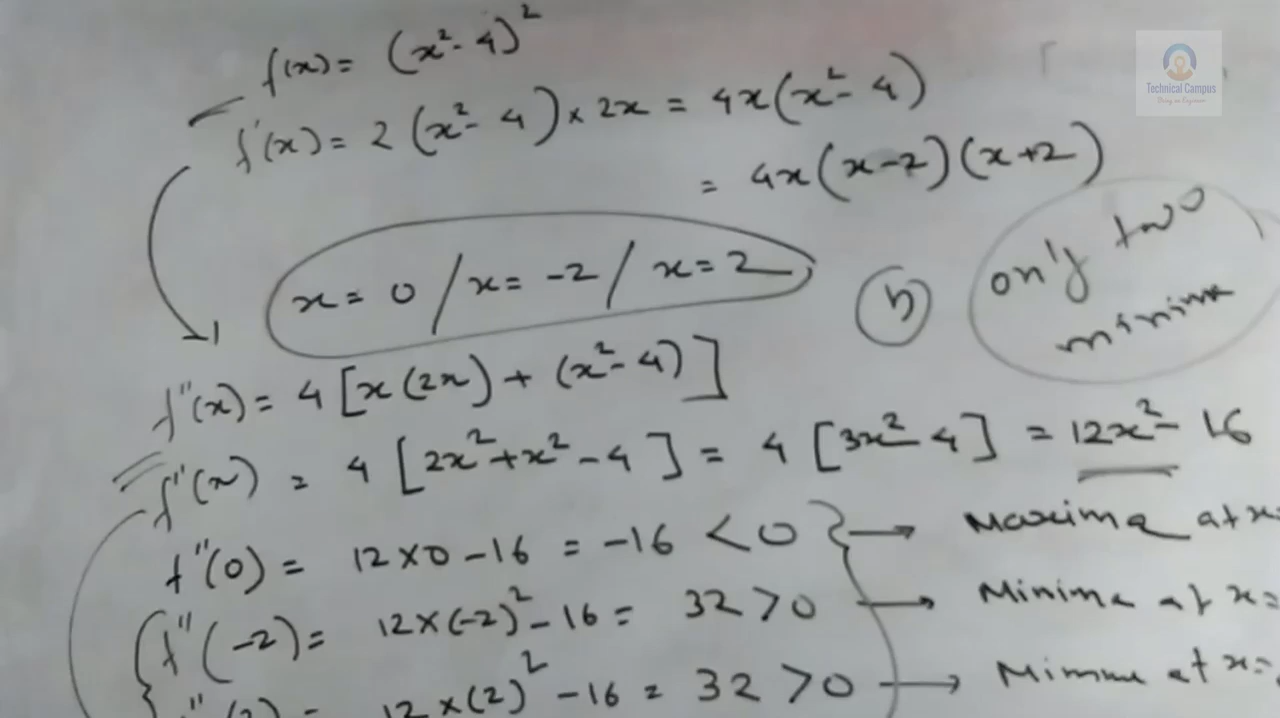 f(x) = (x² - 4)²
f'(x) = 2 (x² - 4) × 2x = 4x(x² - 4)
= 4x(x-2)(x+2)
x = 0 / x = -2 / x = 2
b) only two minima
f''(x) = 4 [x(2x) + (x² - 4)]
f''(x) = 4 [2x² + x² - 4] = 4 [3x² - 4] = 12x² - 16
f''(0) = 12 × 0 - 16 = -16 < 0 } → Maxima at x =
f''(-2) = 12 × (-2)² - 16 = 32 > 0 → Minima at x =
f''(2) = 12 × (2)² - 16 = 32 > 0 → Minima at x =
Technical Campus